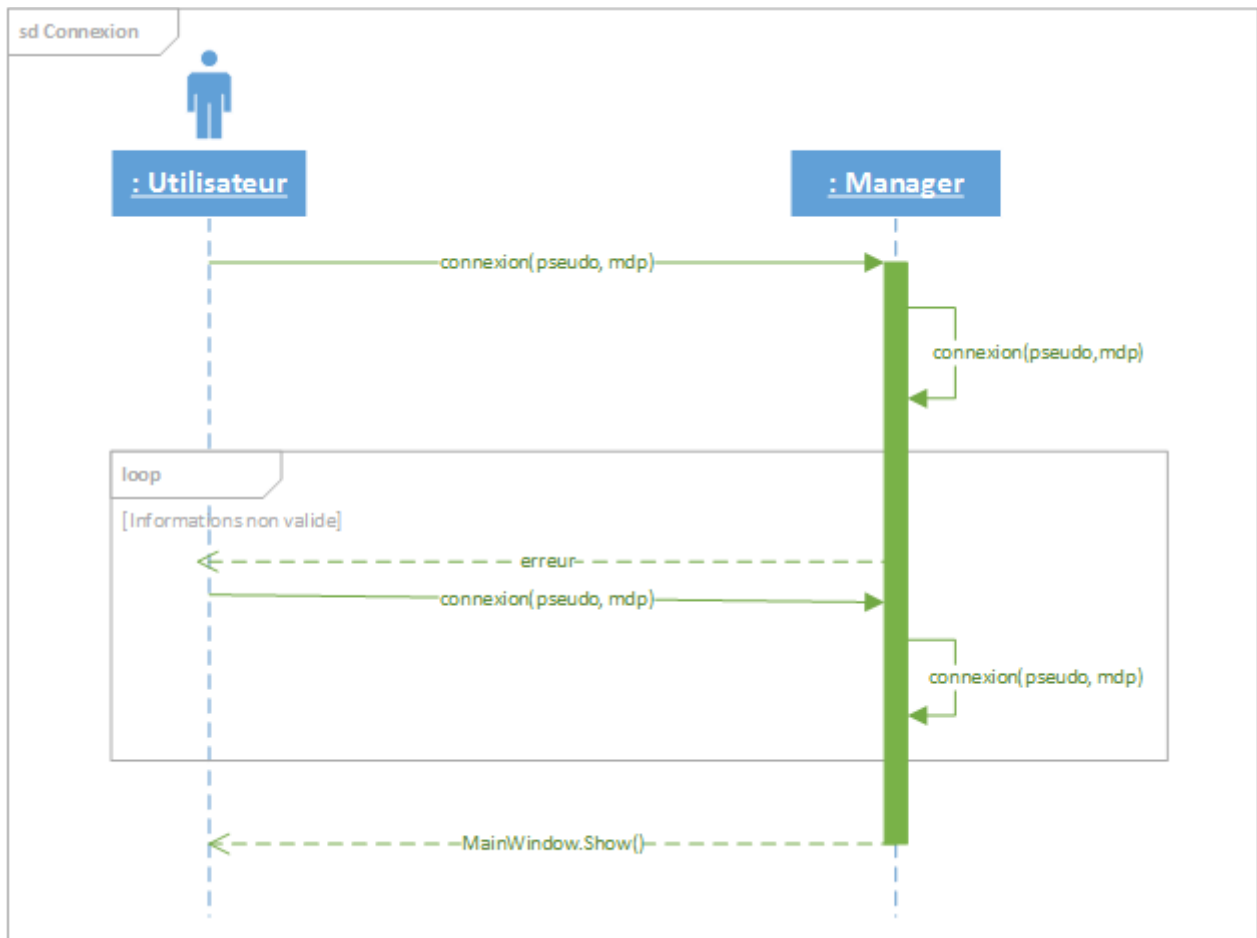 sd Connexion
: Utilisateur
: Manager
connexion(pseudo, mdp)
connexion(pseudo,mdp)
loop
[Informations non valide]
erreur
connexion(pseudo, mdp)
connexion(pseudo, mdp)
MainWindow.Show()